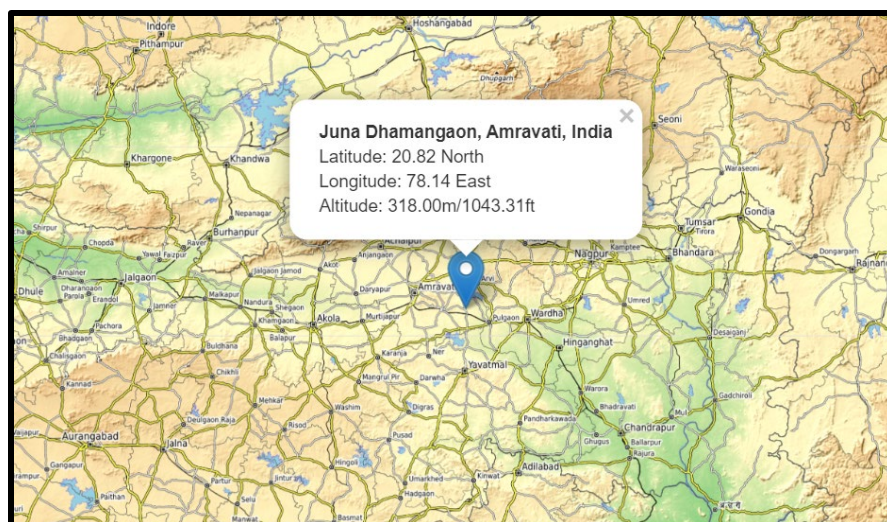 Indore
Hoshangabad
Pithampur
Dhupgarh
×
Juna Dhamangaon, Amravati, India
Latitude: 20.82 North
Longitude: 78.14 East
Altitude: 318.00m/1043.31ft
Seoni
Khargone
Khandwa
Waraseoni
Nepanagar
Shirpur
Chopda
Yawal
Faizpur
Raver
Burhanpur
Achalpur
Tumsar
Tirora
Gondia
Kamptee
Nagpur
Bhandara
Dongargarh
Rajnan
Amalner
Dharangaon
Parola
Erandol
Dhule
Jalgaon
Jalgaon Jamod
Akot
Anjangaon
Arvi
Malkapur
Nandura
Shegaon
Daryapur
Amravati
Umred
Jamner
Khamgaon
Balapur
Akola
Murtijapur
Pulgaon
Wardha
Pachora
Bhadgaon
Chalisgaon
Buldhana
Karanja
Ner
Hinganghat
Desaiganj
Kannad
Chikhli
Mangrul Pir
Darwha
Yavatmal
Mehkar
Washim
Digras
Warora
Gadchiroli
Vaijapur
Deulgaon Raja
Risod
Pandharkawada
Bhadravati
Mul
Aurangabad
Jalna
Pusad
Ghugus
Chandrapur
Ballarpur
Rajura
Gangapur
Hingoli
Jintur
Partur
Selu
Umarkhed
Kinwat
Adilabad
Paithan
Hadgaon
Manwat
Basmat